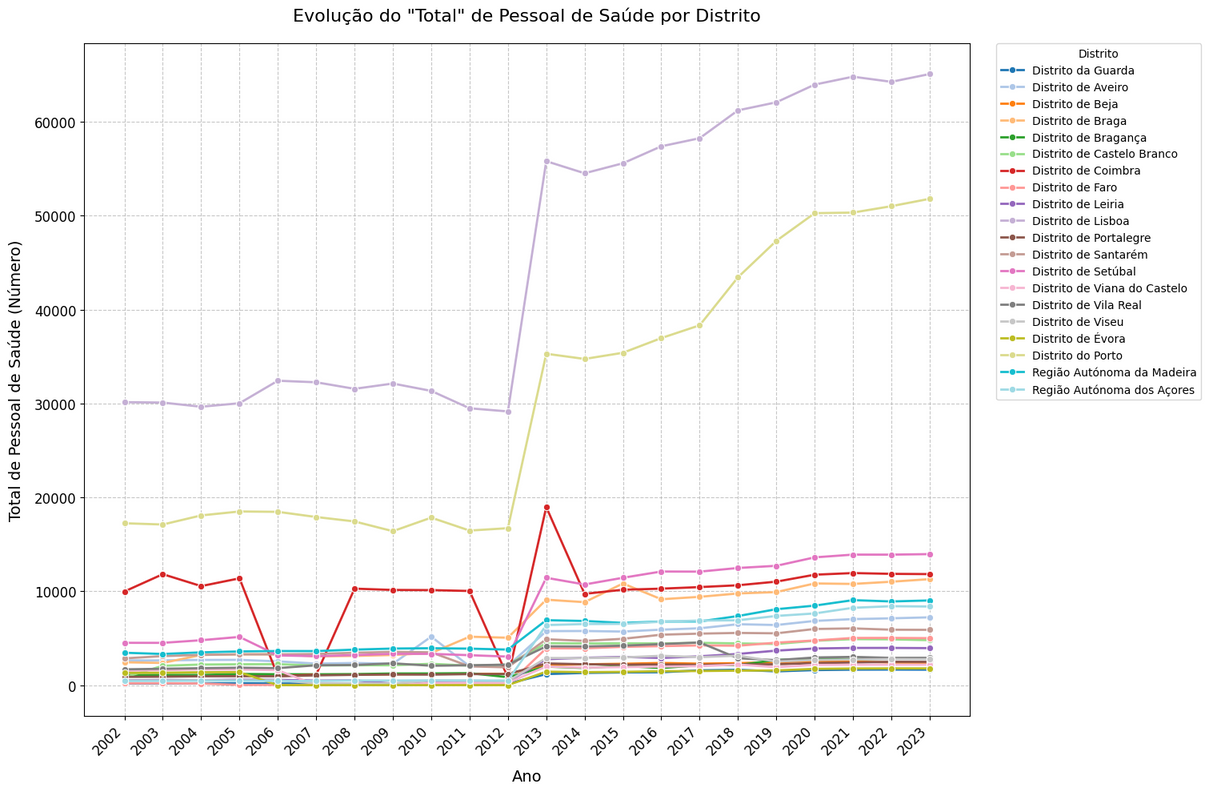 Evolução do "Total" de Pessoal de Saúde por Distrito
Total de Pessoal de Saúde (Número)
60000
50000
40000
30000
20000
10000
0
2002
2003
2004
2005
2006
2007
2008
2009
2010
2011
2012
2013
2014
2015
2016
2017
2018
2019
2020
2021
2022
2023
Ano
Distrito
Distrito da Guarda
Distrito de Aveiro
Distrito de Beja
Distrito de Braga
Distrito de Bragança
Distrito de Castelo Branco
Distrito de Coimbra
Distrito de Faro
Distrito de Leiria
Distrito de Lisboa
Distrito de Portalegre
Distrito de Santarém
Distrito de Setúbal
Distrito de Viana do Castelo
Distrito de Vila Real
Distrito de Viseu
Distrito de Évora
Distrito do Porto
Região Autónoma da Madeira
Região Autónoma dos Açores